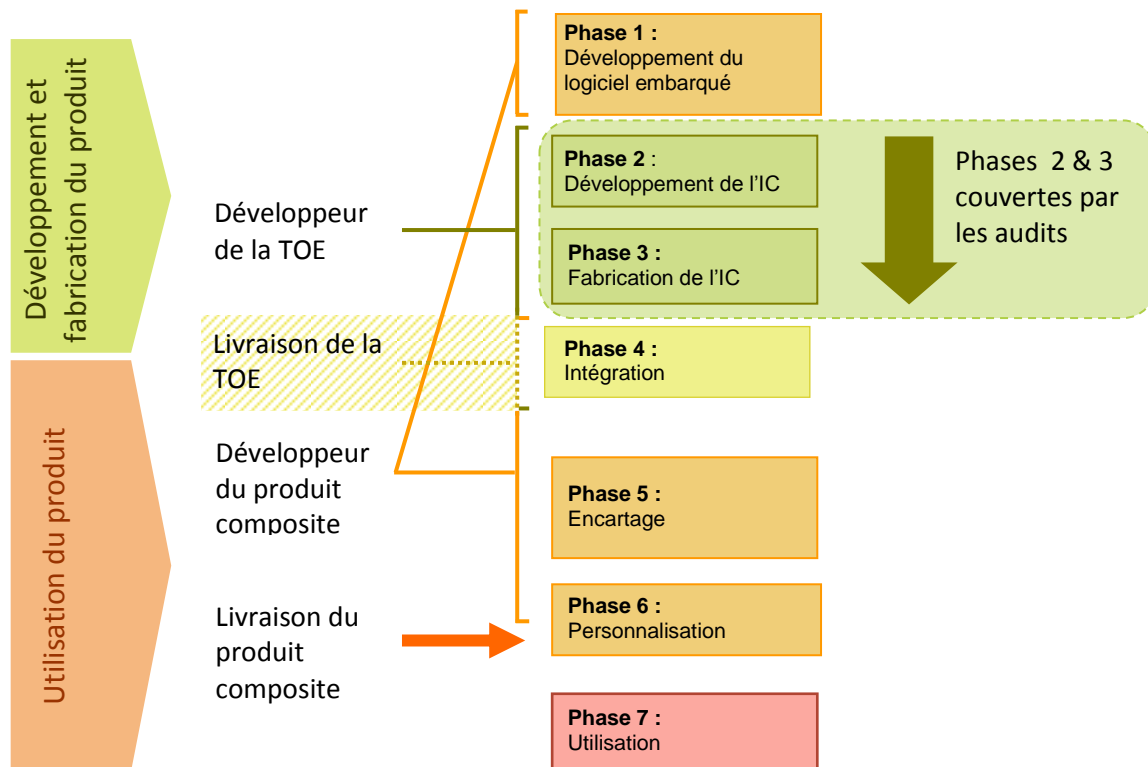 Développement et
fabrication du produit
Utilisation du produit
Développeur
de la TOE
Livraison de la
TOE
Développeur
du produit
composite
Livraison du
produit
composite
Phase 1 :
Développement du
logiciel embarqué
Phase 2 :
Développement de l’IC
Phase 3 :
Fabrication de l’IC
Phases 2 & 3
couvertes par
les audits
Phase 4 :
Intégration
Phase 5 :
Encartage
Phase 6 :
Personnalisation
Phase 7 :
Utilisation